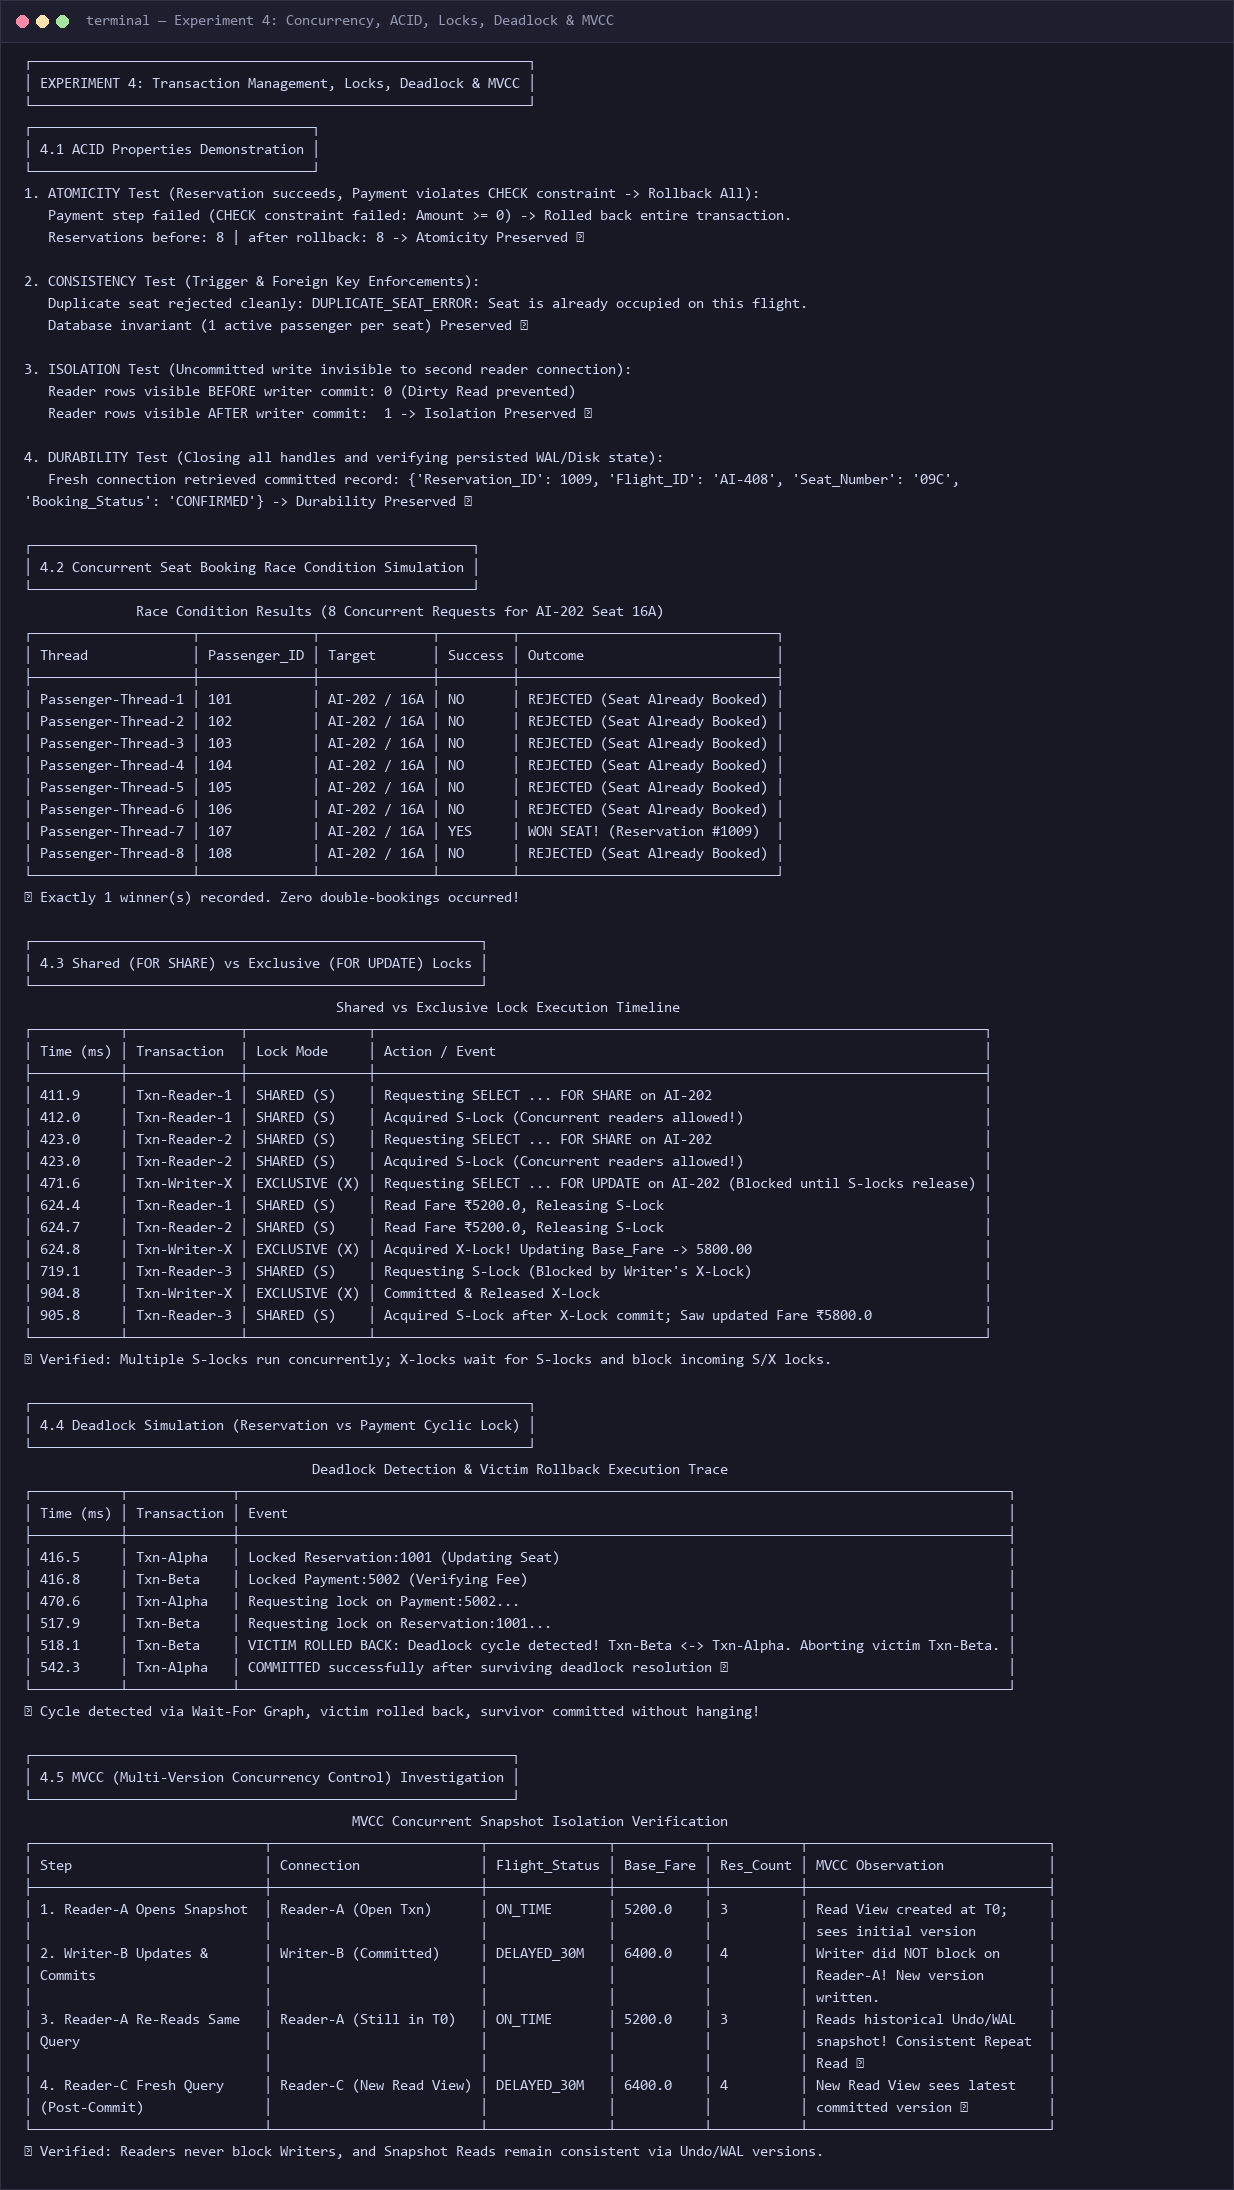 terminal — Experiment 4: Concurrency, ACID, Locks, Deadlock & MVCC
EXPERIMENT 4: Transaction Management, Locks, Deadlock & MVCC
4.1 ACID Properties Demonstration
1. ATOMICITY Test (Reservation succeeds, Payment violates CHECK constraint -> Rollback All):
Payment step failed (CHECK constraint failed: Amount >= 0) -> Rolled back entire transaction.
Reservations before: 8 | after rollback: 8 -> Atomicity Preserved
2. CONSISTENCY Test (Trigger & Foreign Key Enforcements):
Duplicate seat rejected cleanly: DUPLICATE_SEAT_ERROR: Seat is already occupied on this flight.
Database invariant (1 active passenger per seat) Preserved
3. ISOLATION Test (Uncommitted write invisible to second reader connection):
Reader rows visible BEFORE writer commit: 0 (Dirty Read prevented)
Reader rows visible AFTER writer commit:  1 -> Isolation Preserved
4. DURABILITY Test (Closing all handles and verifying persisted WAL/Disk state):
Fresh connection retrieved committed record: {'Reservation_ID': 1009, 'Flight_ID': 'AI-408', 'Seat_Number': '09C',
'Booking_Status': 'CONFIRMED'} -> Durability Preserved
4.2 Concurrent Seat Booking Race Condition Simulation
Race Condition Results (8 Concurrent Requests for AI-202 Seat 16A)
Thread | Passenger_ID | Target | Success | Outcome
Passenger-Thread-1 | 101 | AI-202 / 16A | NO | REJECTED (Seat Already Booked)
Passenger-Thread-2 | 102 | AI-202 / 16A | NO | REJECTED (Seat Already Booked)
Passenger-Thread-3 | 103 | AI-202 / 16A | NO | REJECTED (Seat Already Booked)
Passenger-Thread-4 | 104 | AI-202 / 16A | NO | REJECTED (Seat Already Booked)
Passenger-Thread-5 | 105 | AI-202 / 16A | NO | REJECTED (Seat Already Booked)
Passenger-Thread-6 | 106 | AI-202 / 16A | NO | REJECTED (Seat Already Booked)
Passenger-Thread-7 | 107 | AI-202 / 16A | YES | WON SEAT! (Reservation #1009)
Passenger-Thread-8 | 108 | AI-202 / 16A | NO | REJECTED (Seat Already Booked)
Exactly 1 winner(s) recorded. Zero double-bookings occurred!
4.3 Shared (FOR SHARE) vs Exclusive (FOR UPDATE) Locks
Shared vs Exclusive Lock Execution Timeline
Time (ms) | Transaction | Lock Mode | Action / Event
411.9 | Txn-Reader-1 | SHARED (S) | Requesting SELECT ... FOR SHARE on AI-202
412.0 | Txn-Reader-1 | SHARED (S) | Acquired S-Lock (Concurrent readers allowed!)
423.0 | Txn-Reader-2 | SHARED (S) | Requesting SELECT ... FOR SHARE on AI-202
423.0 | Txn-Reader-2 | SHARED (S) | Acquired S-Lock (Concurrent readers allowed!)
471.6 | Txn-Writer-X | EXCLUSIVE (X) | Requesting SELECT ... FOR UPDATE on AI-202 (Blocked until S-locks release)
624.4 | Txn-Reader-1 | SHARED (S) | Read Fare ₹5200.0, Releasing S-Lock
624.7 | Txn-Reader-2 | SHARED (S) | Read Fare ₹5200.0, Releasing S-Lock
624.8 | Txn-Writer-X | EXCLUSIVE (X) | Acquired X-Lock! Updating Base_Fare -> 5800.00
719.1 | Txn-Reader-3 | SHARED (S) | Requesting S-Lock (Blocked by Writer's X-Lock)
904.8 | Txn-Writer-X | EXCLUSIVE (X) | Committed & Released X-Lock
905.8 | Txn-Reader-3 | SHARED (S) | Acquired S-Lock after X-Lock commit; Saw updated Fare ₹5800.0
Verified: Multiple S-locks run concurrently; X-locks wait for S-locks and block incoming S/X locks.
4.4 Deadlock Simulation (Reservation vs Payment Cyclic Lock)
Deadlock Detection & Victim Rollback Execution Trace
Time (ms) | Transaction | Event
416.5 | Txn-Alpha | Locked Reservation:1001 (Updating Seat)
416.8 | Txn-Beta | Locked Payment:5002 (Verifying Fee)
470.6 | Txn-Alpha | Requesting lock on Payment:5002...
517.9 | Txn-Beta | Requesting lock on Reservation:1001...
518.1 | Txn-Beta | VICTIM ROLLED BACK: Deadlock cycle detected! Txn-Beta <-> Txn-Alpha. Aborting victim Txn-Beta.
542.3 | Txn-Alpha | COMMITTED successfully after surviving deadlock resolution
Cycle detected via Wait-For Graph, victim rolled back, survivor committed without hanging!
4.5 MVCC (Multi-Version Concurrency Control) Investigation
MVCC Concurrent Snapshot Isolation Verification
Step | Connection | Flight_Status | Base_Fare | Res_Count | MVCC Observation
1. Reader-A Opens Snapshot | Reader-A (Open Txn) | ON_TIME | 5200.0 | 3 | Read View created at T0;
sees initial version
2. Writer-B Updates & | Writer-B (Committed) | DELAYED_30M | 6400.0 | 4 | Writer did NOT block on
Commits | Reader-A! New version
written.
3. Reader-A Re-Reads Same | Reader-A (Still in T0) | ON_TIME | 5200.0 | 3 | Reads historical Undo/WAL
Query | snapshot! Consistent Repeat
Read
4. Reader-C Fresh Query | Reader-C (New Read View) | DELAYED_30M | 6400.0 | 4 | New Read View sees latest
(Post-Commit) | committed version
Verified: Readers never block Writers, and Snapshot Reads remain consistent via Undo/WAL versions.